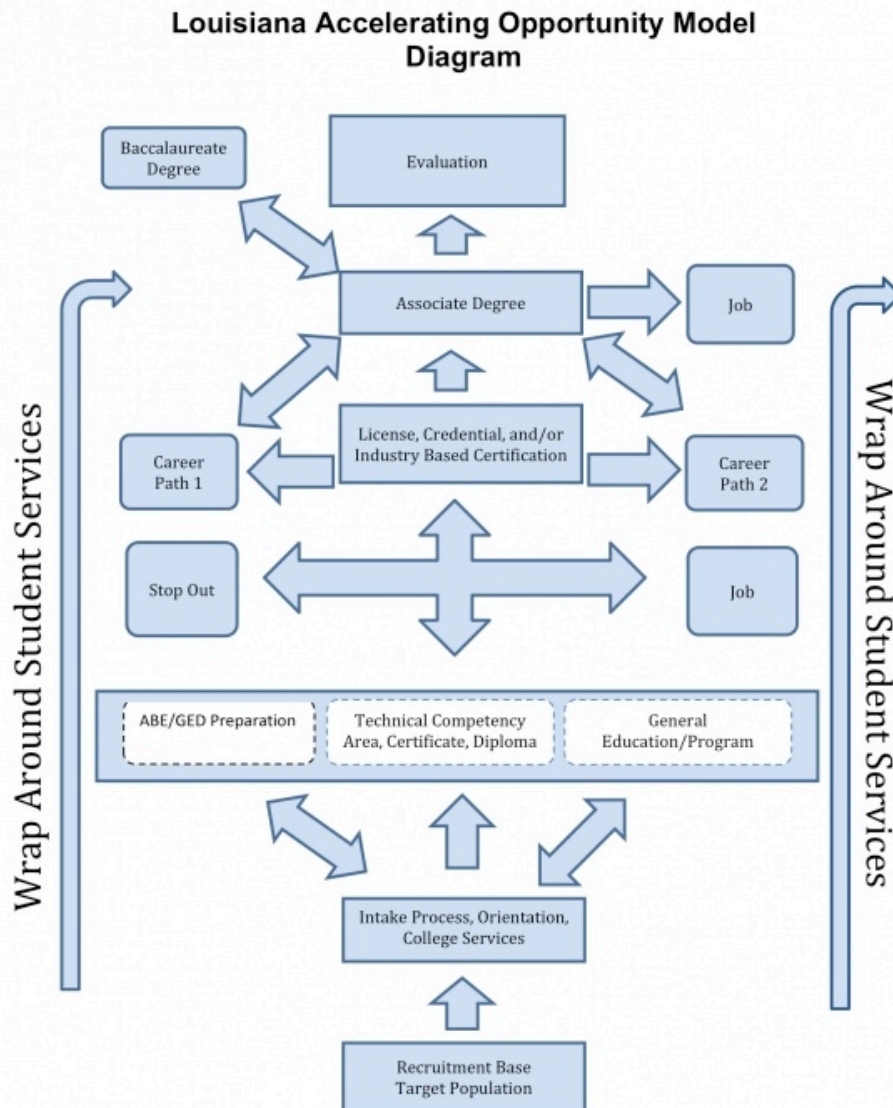 Louisiana Accelerating Opportunity Model
Diagram
Baccalaureate
Degree
Evaluation
Associate Degree
Job
License, Credential, and/or
Industry Based Certification
Career
Path 1
Career
Path 2
Stop Out
Job
ABE/GED Preparation
Technical Competency
Area, Certificate, Diploma
General
Education/Program
Intake Process, Orientation,
College Services
Recruitment Base
Target Population
Wrap Around Student Services
Wrap Around Student Services